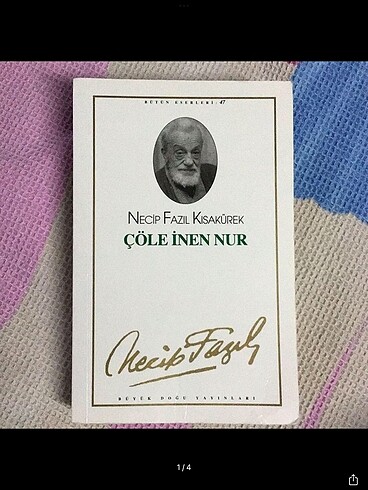 BÜTÜN ESERLERİ: 47
NECİP FAZIL KISAKÜREK
ÇÖLE İNEN NUR
Necip Fazıl
BÜYÜK DOĞU YAYINLARI
1/4